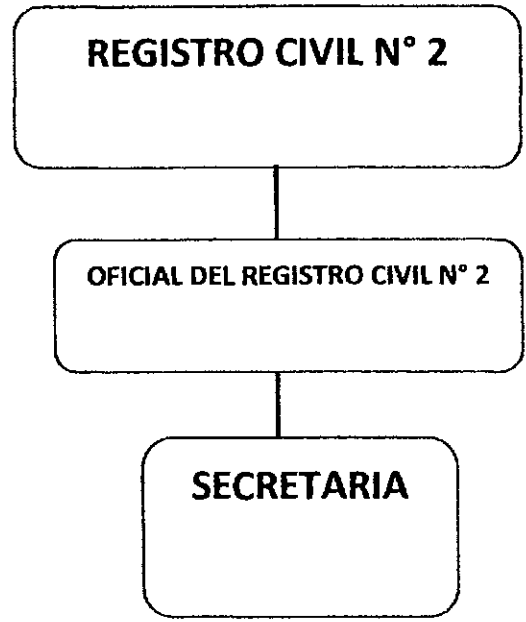 REGISTRO CIVIL N° 2
OFICIAL DEL REGISTRO CIVIL N° 2
SECRETARIA